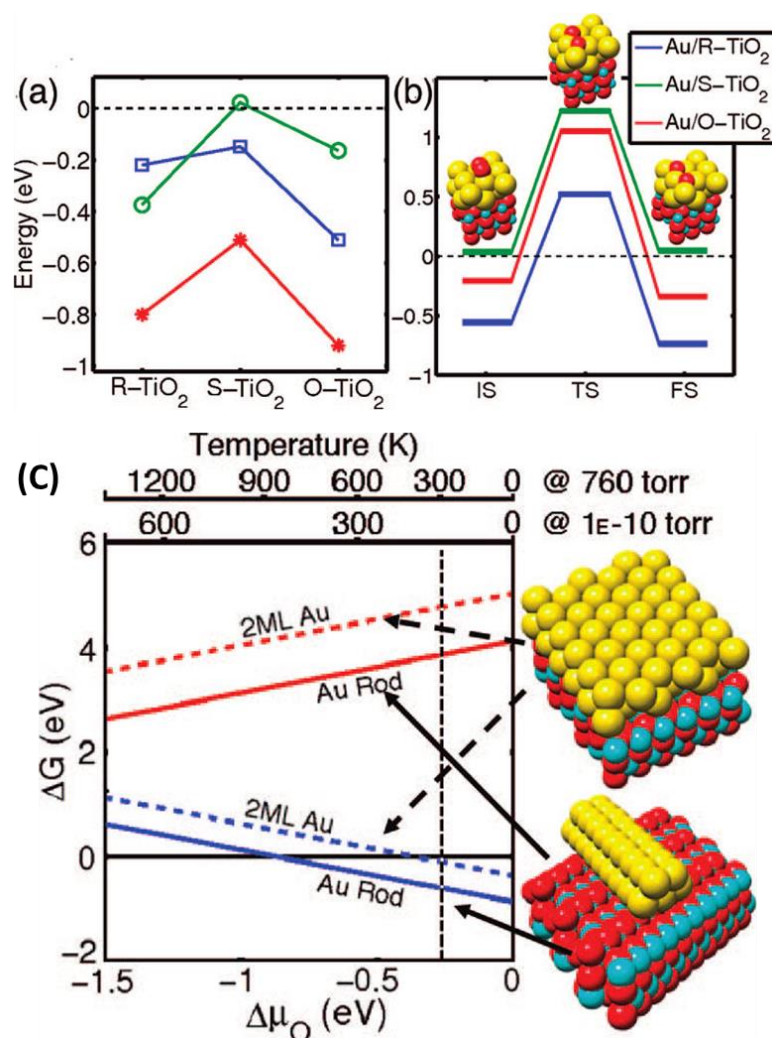 (a)
Energy (eV)
0
−0.2
−0.4
−0.6
−0.8
−1
R−TiO₂ S−TiO₂ O−TiO₂
(b)
Au/R−TiO₂
Au/S−TiO₂
Au/O−TiO₂
1
0.5
0
−0.5
−1
IS TS FS
(C)
Temperature (K)
1200 900 600 300 0 @ 760 torr
600 300 0 @ 1E-10 torr
ΔG (eV)
6
4
2
0
−2
2ML Au
Au Rod
2ML Au
Au Rod
−1.5 −1 −0.5 0
Δμ_O (eV)